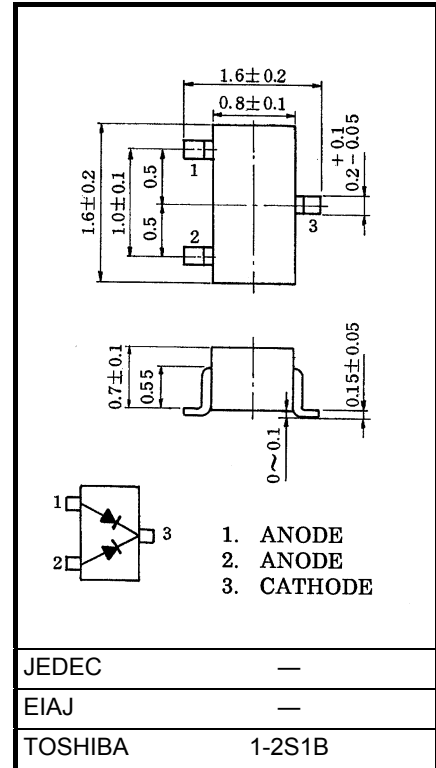 1.6±0.2
0.8±0.1
+ 0.1
0.2 - 0.05
1.6±0.2
1.0±0.1
0.5
0.5
1
2
3
0.7±0.1
0.55
0.15±0.05
0~0.1
1
2
3
1. ANODE
2. ANODE
3. CATHODE
JEDEC —
EIAJ —
TOSHIBA 1-2S1B